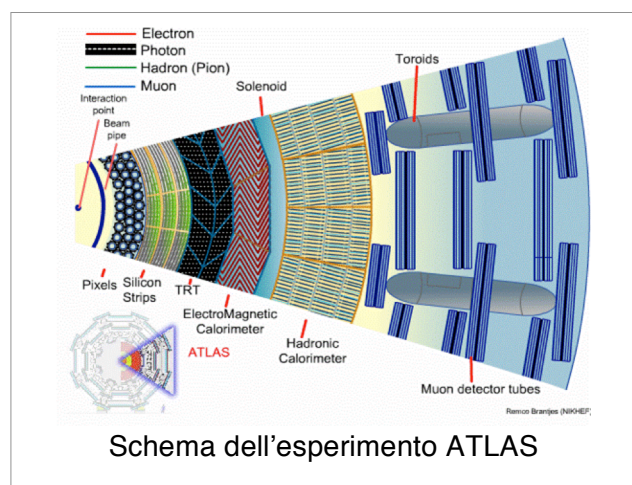 Electron
Photon
Hadron (Pion)
Muon
Interaction
point
Beam
pipe
Solenoid
Toroids
Pixels
Silicon
Strips
TRT
ElectroMagnetic
Calorimeter
Hadronic
Calorimeter
ATLAS
Muon detector tubes
Remco Brantjes (NIKHEF)
Schema dell'esperimento ATLAS